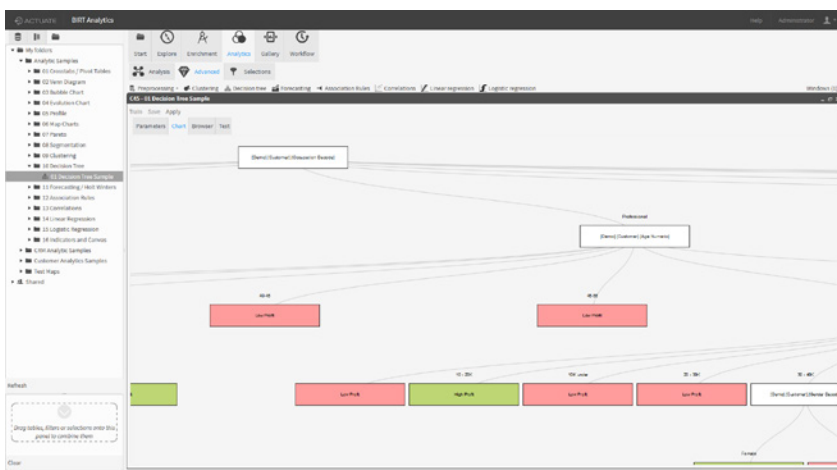 ACTUATE BIRT Analytics Help Administrator
Start Explore Enrichment Analytics Gallery Workflow
Analysis Advanced Selections
Preprocessing Clustering Decision tree Forecasting Association Rules Correlations Linear regression Logistic regression
01 Decision Tree Sample
Train Save Apply
Parameters Chart Browser Text
My folders
Analytic Samples
01 Crosstabs / Pivot Tables
02 Venn Diagram
03 Bubble Chart
04 Evolution Chart
05 Profile
06 Map Charts
07 Pareto
08 Segmentation
09 Clustering
10 Decision Tree
01 Decision Tree Sample
11 Forecasting / Holt Winters
12 Association Rules
13 Correlations
14 Linear Regression
15 Logistic Regression
16 Indicators and Canvas
CRM Analytic Samples
Customer Analytics Samples
Test Maps
Shared
Refresh
Drag tables, filters or selections onto this
panel to combine them
Clear
Professional
[Demo].[Customer].[Age Numeric]
Low Profit
Low Profit
Low Profit
High Profit
Low Profit
Low Profit
Female